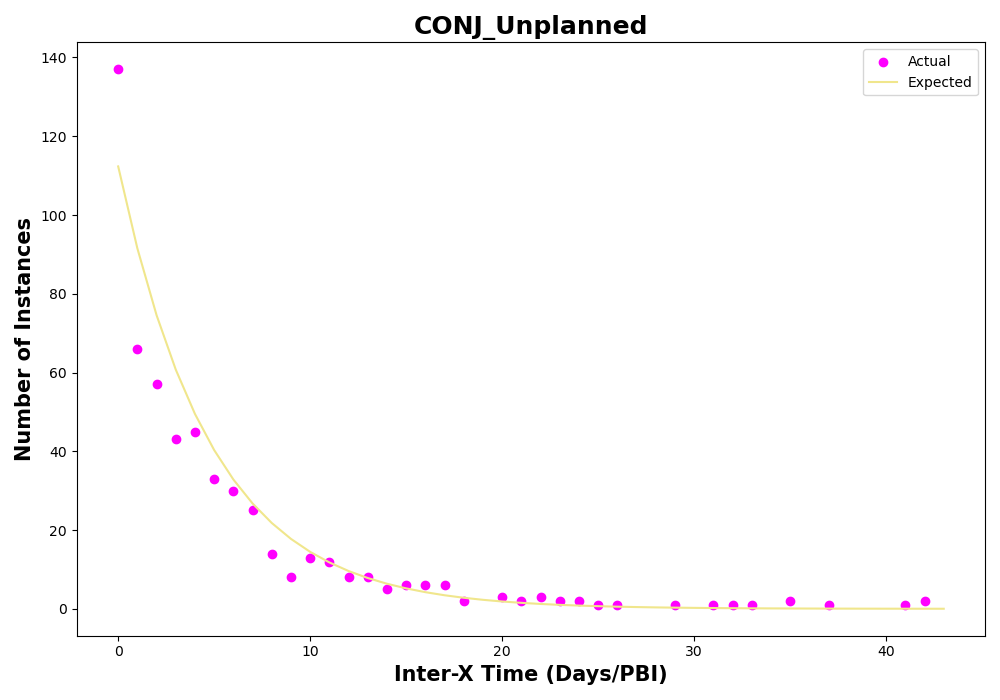 CONJ_Unplanned
Actual
Expected
Number of Instances
140
120
100
80
60
40
20
0
0 10 20 30 40
Inter-X Time (Days/PBI)